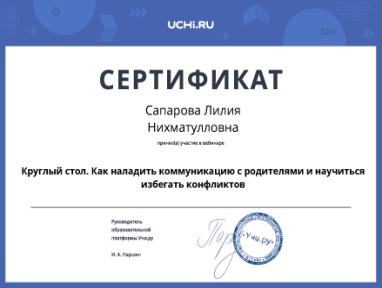 UCHi.RU
СЕРТИФИКАТ
Сапарова Лилия
Нихматулловна
принял(а) участие в вебинаре
Круглый стол. Как наладить коммуникацию с родителями и научиться
избегать конфликтов
Руководитель
образовательной
платформы Учи.ру
И. А. Паршин
«Учи.ру»